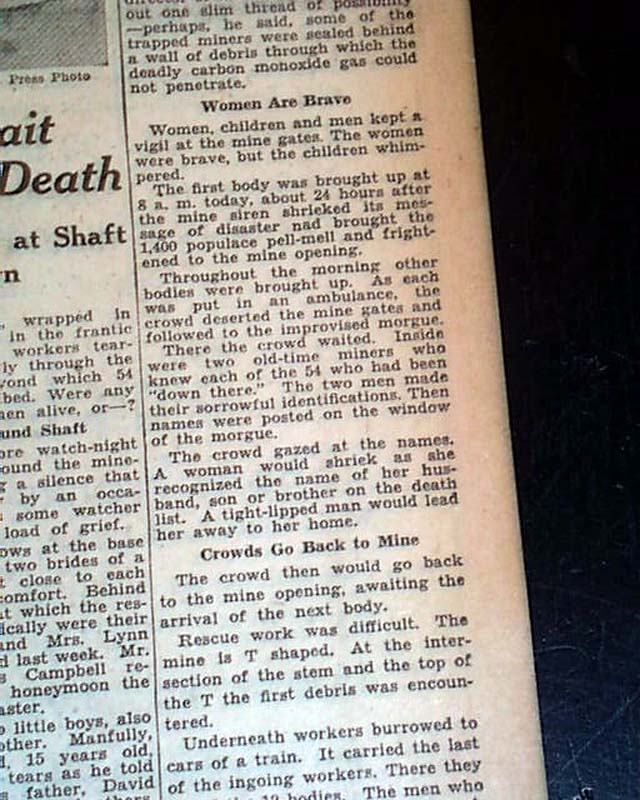 Press Photo
ait
Death
at Shaft
rn
wrapped in
in the frantic
workers tear-
ly through the
yond which 54
bed. Were any
en alive, or—?
und Shaft
ore watch-night
ound the mine-
g a silence that
by an occa-
some watcher
load of grief.
ows at the base
two brides of a
t close to each
comfort. Behind
at which the res-
ically were their
and Mrs. Lynn
d last week. Mr.
s Campbell re-
honeymoon the
aster.
o little boys, also
other. Manfully,
d, 15 years old,
tears as he told
s father, David
out one slim thread of possibility
—perhaps, he said, some of the
trapped miners were sealed behind
a wall of debris through which the
deadly carbon monoxide gas could
not penetrate.
Women Are Brave
Women, children and men kept a
vigil at the mine gates. The women
were brave, but the children whim-
pered.
The first body was brought up at
8 a. m. today, about 24 hours after
the mine siren shrieked its mes-
sage of disaster nad brought the
1,400 populace pell-mell and fright-
ened to the mine opening.
Throughout the morning other
bodies were brought up. As each
was put in an ambulance, the
crowd deserted the mine gates and
followed to the improvised morgue.
There the crowd waited. Inside
were two old-time miners who
knew each of the 54 who had been
"down there." The two men made
their sorrowful identifications. Then
names were posted on the window
of the morgue.
The crowd gazed at the names.
A woman would shriek as she
recognized the name of her hus-
band, son or brother on the death
list. A tight-lipped man would lead
her away to her home.
Crowds Go Back to Mine
The crowd then would go back
to the mine opening, awaiting the
arrival of the next body.
Rescue work was difficult. The
mine is T shaped. At the inter-
section of the stem and the top of
the T the first debris was encoun-
tered.
Underneath workers burrowed to
cars of a train. It carried the last
of the ingoing workers. There they
12 bodies. The men who